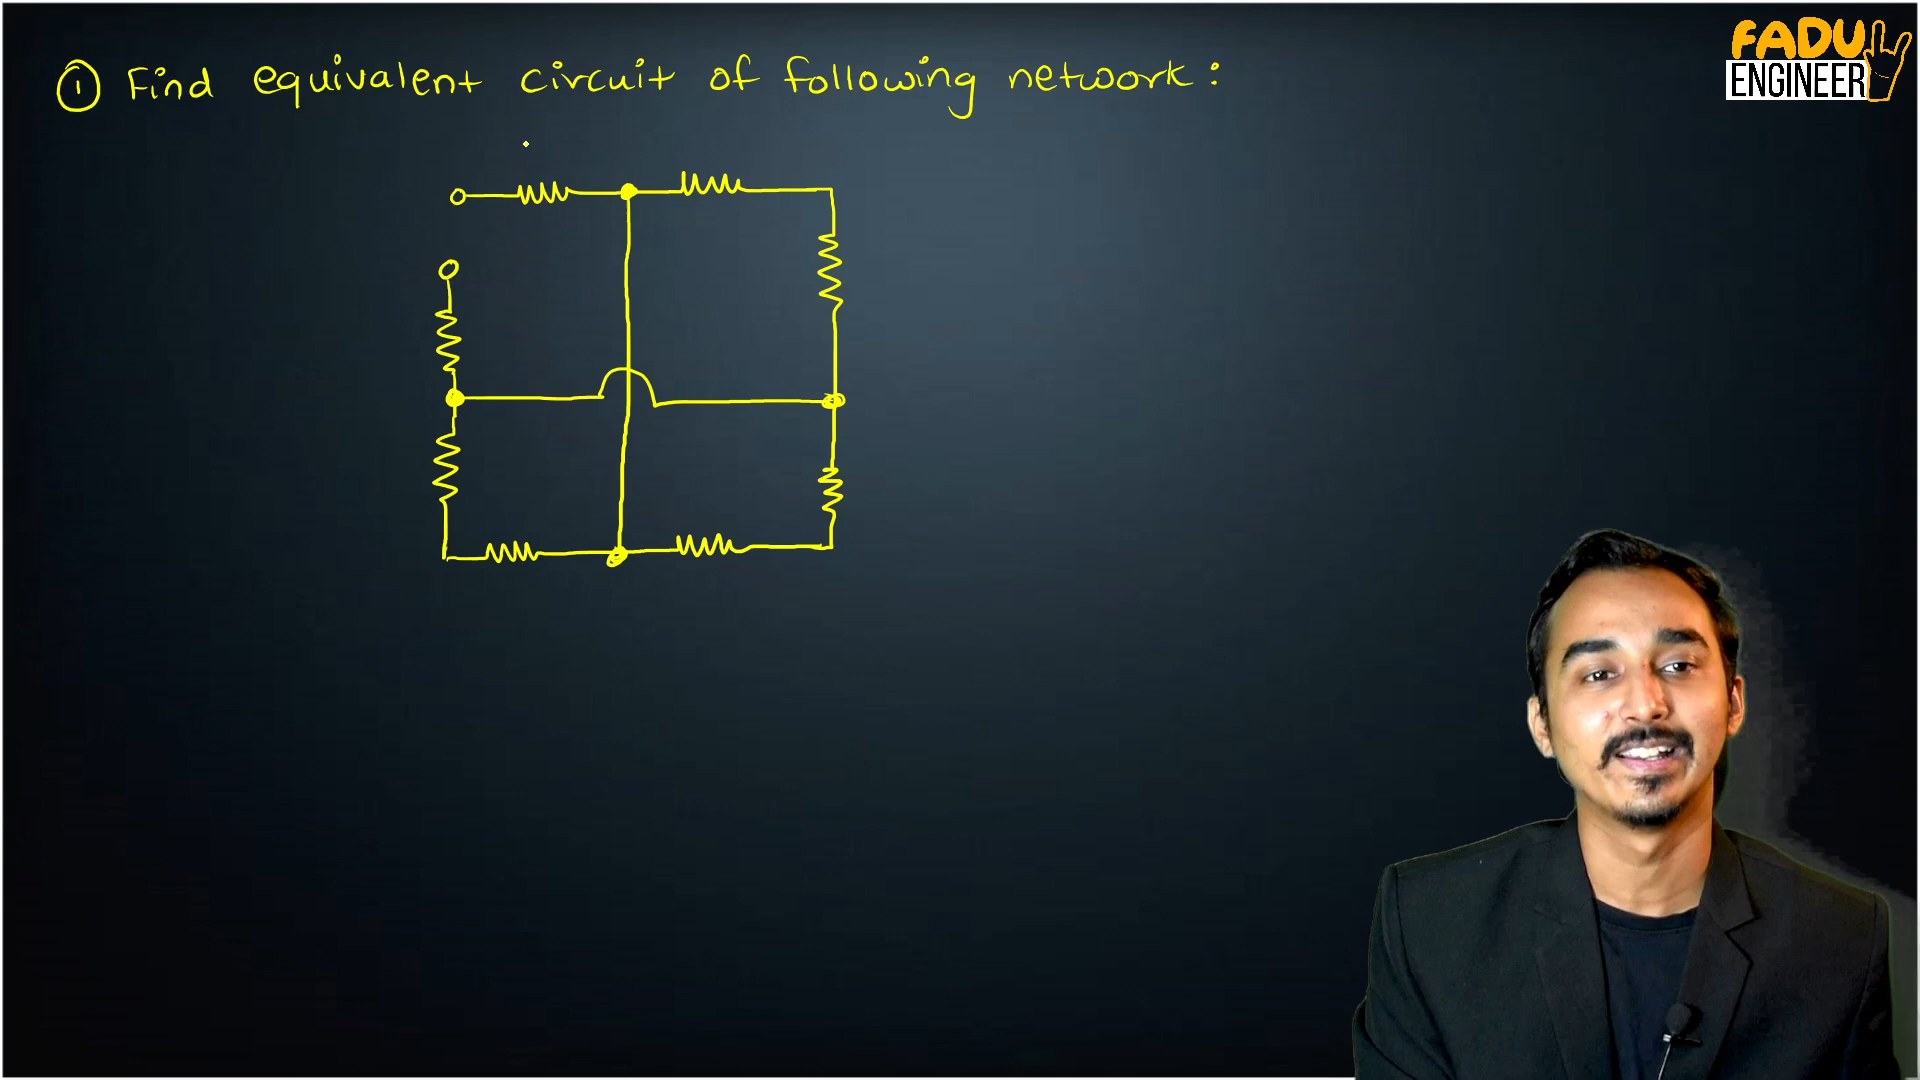 ① Find equivalent circuit of following network:
FADU
ENGINEER